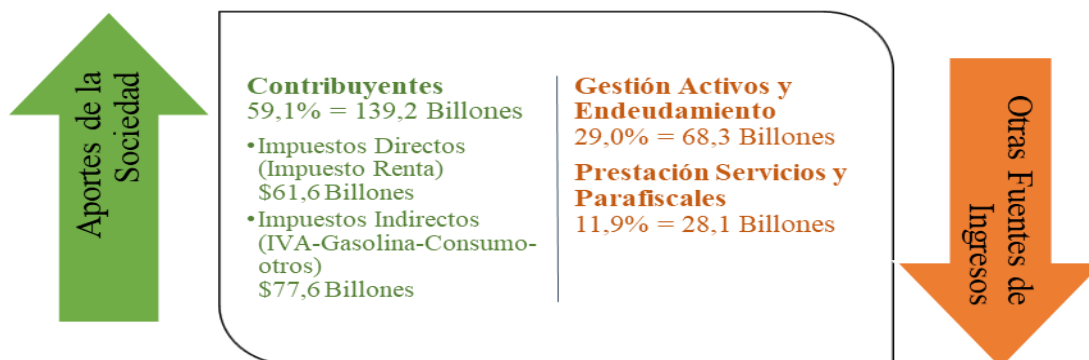 Aportes de la
Sociedad
Contribuyentes
59,1% = 139,2 Billones
•Impuestos Directos
(Impuesto Renta)
$61,6 Billones
•Impuestos Indirectos
(IVA-Gasolina-Consumo-
otros)
$77,6 Billones
Gestión Activos y
Endeudamiento
29,0% = 68,3 Billones
Prestación Servicios y
Parafiscales
11,9% = 28,1 Billones
Otras Fuentes de
Ingresos